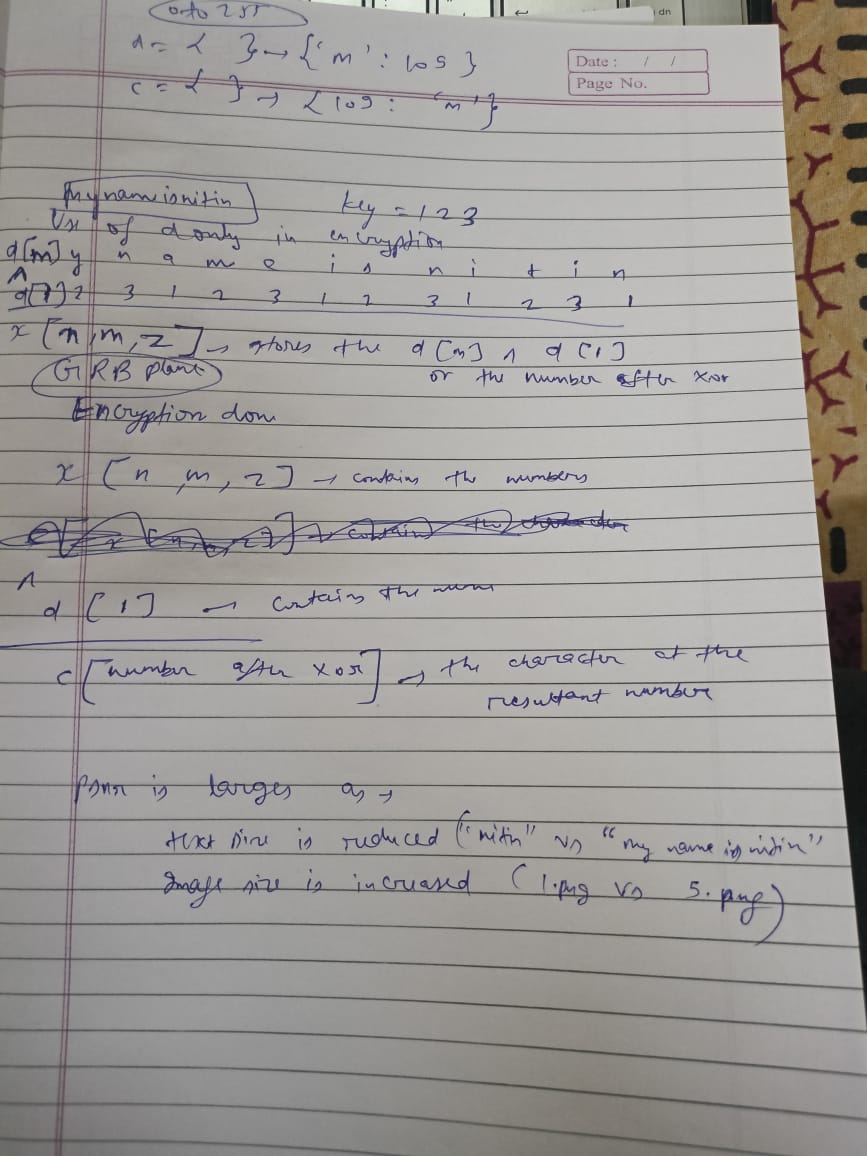 0 to 255
d = { } → {'m' : 109}
c = { } → {109 : 'm'}
Date : / /
Page No.
dn
mynameisnitin
key = 123
Use of d only in encryption
d[m] y n a m e i s n i t i n
^
d[1] 2 3 1 2 3 1 2 3 1 2 3 1
x [n, m, z] → stores the d[m] ^ d[1]
or the number after xor
GRB plane
Encryption done
x [n, m, z] → contains the numbers
^
d [1] → contains the
c [number after xor] → the character at the
resultant number
PSNR is larger as →
text size is reduced ("nitin" vs "my name is nitin"
Image size is increased (1.png vs 5.png)